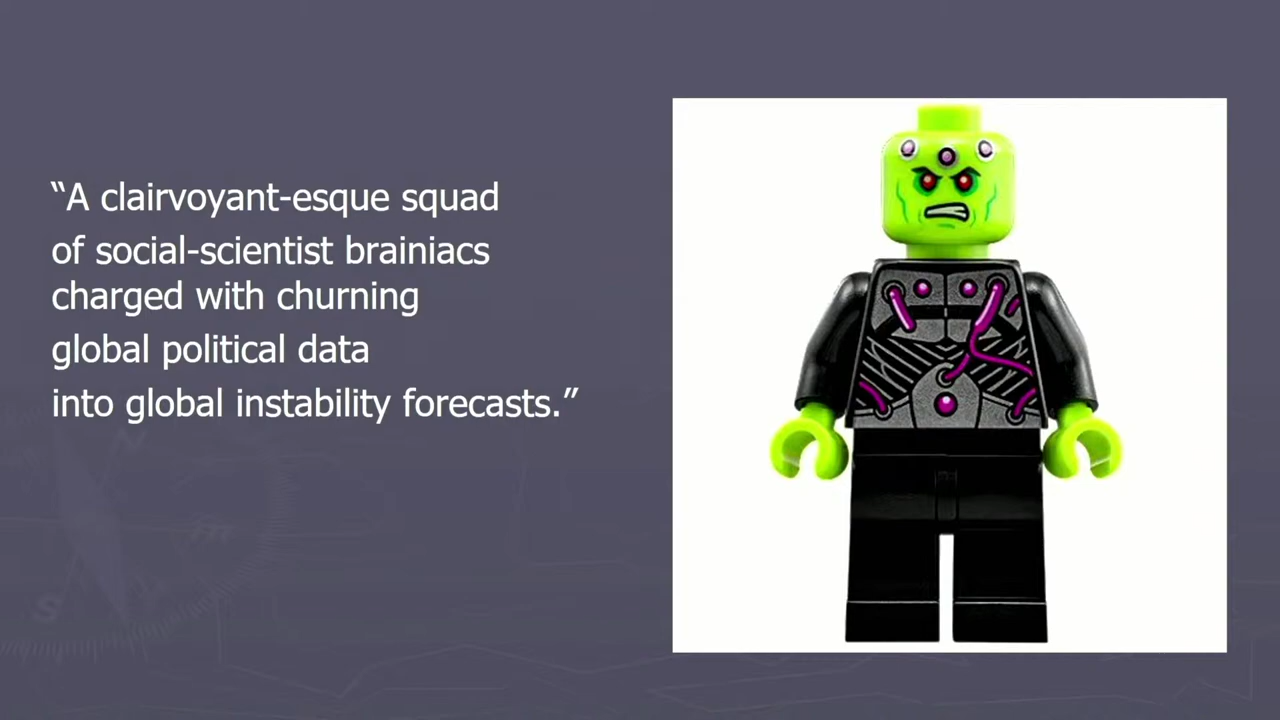 “A clairvoyant-esque squad
of social-scientist brainiacs
charged with churning
global political data
into global instability forecasts.”